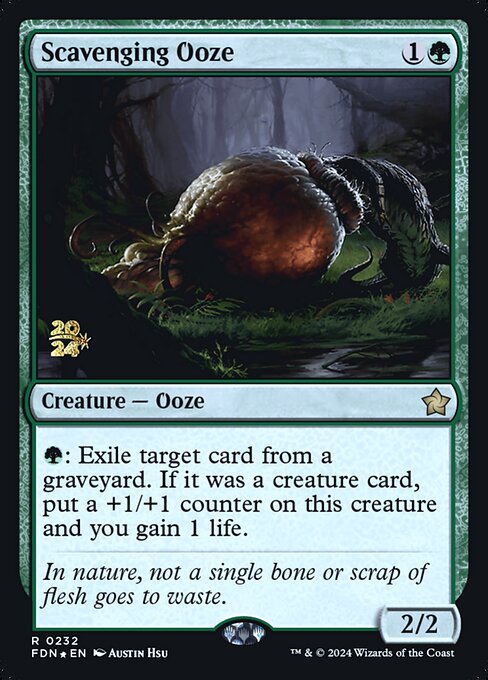 Scavenging Ooze 1
2024
Creature — Ooze
: Exile target card from a
graveyard. If it was a creature card,
put a +1/+1 counter on this creature
and you gain 1 life.
In nature, not a single bone or scrap of
flesh goes to waste.
2/2
R 0232
FDN★EN Austin Hsu
™ & © 2024 Wizards of the Coast